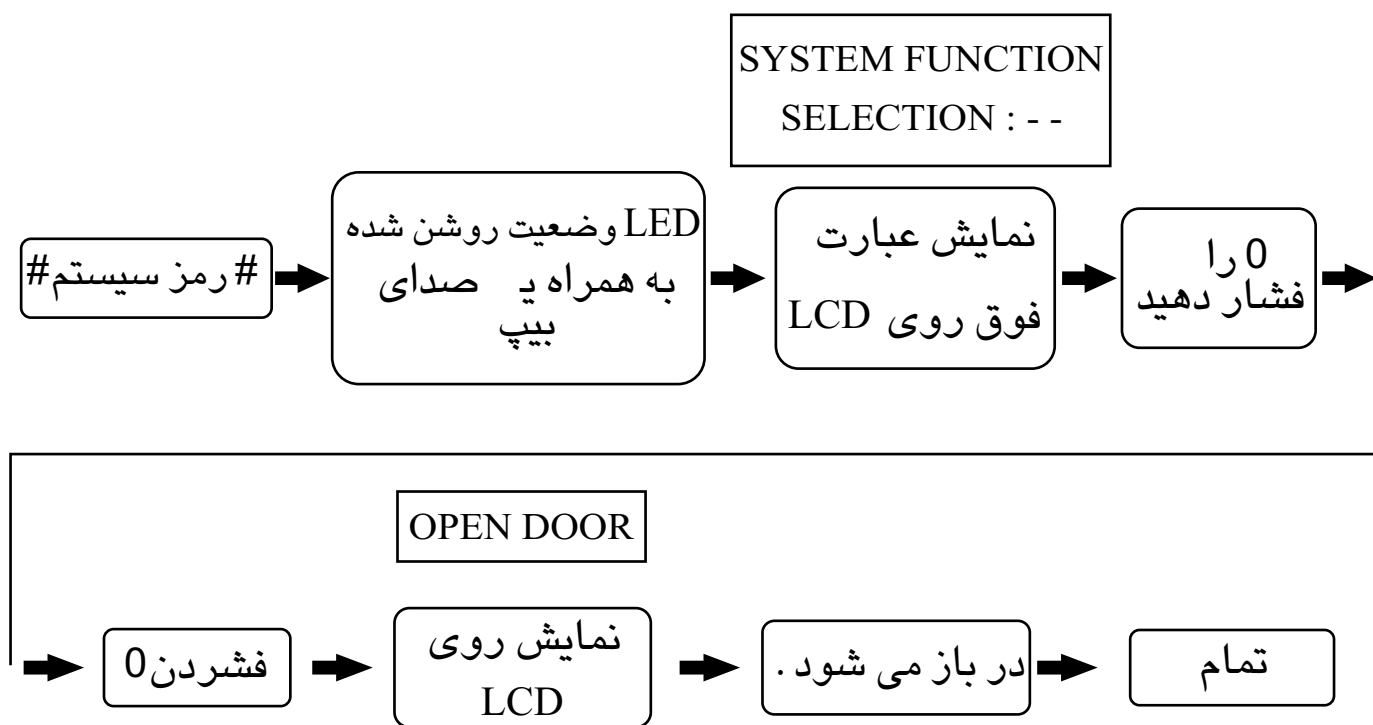 SYSTEM FUNCTION
SELECTION : - -
#رمز سیستم#
LED وضعیت روشن شده
به همراه یـ صدای
بیپ
نمایش عبارت
فوق روی LCD
0 را
فشار دهید
OPEN DOOR
فشردن0
نمایش روی
LCD
در باز می شود .
تمام